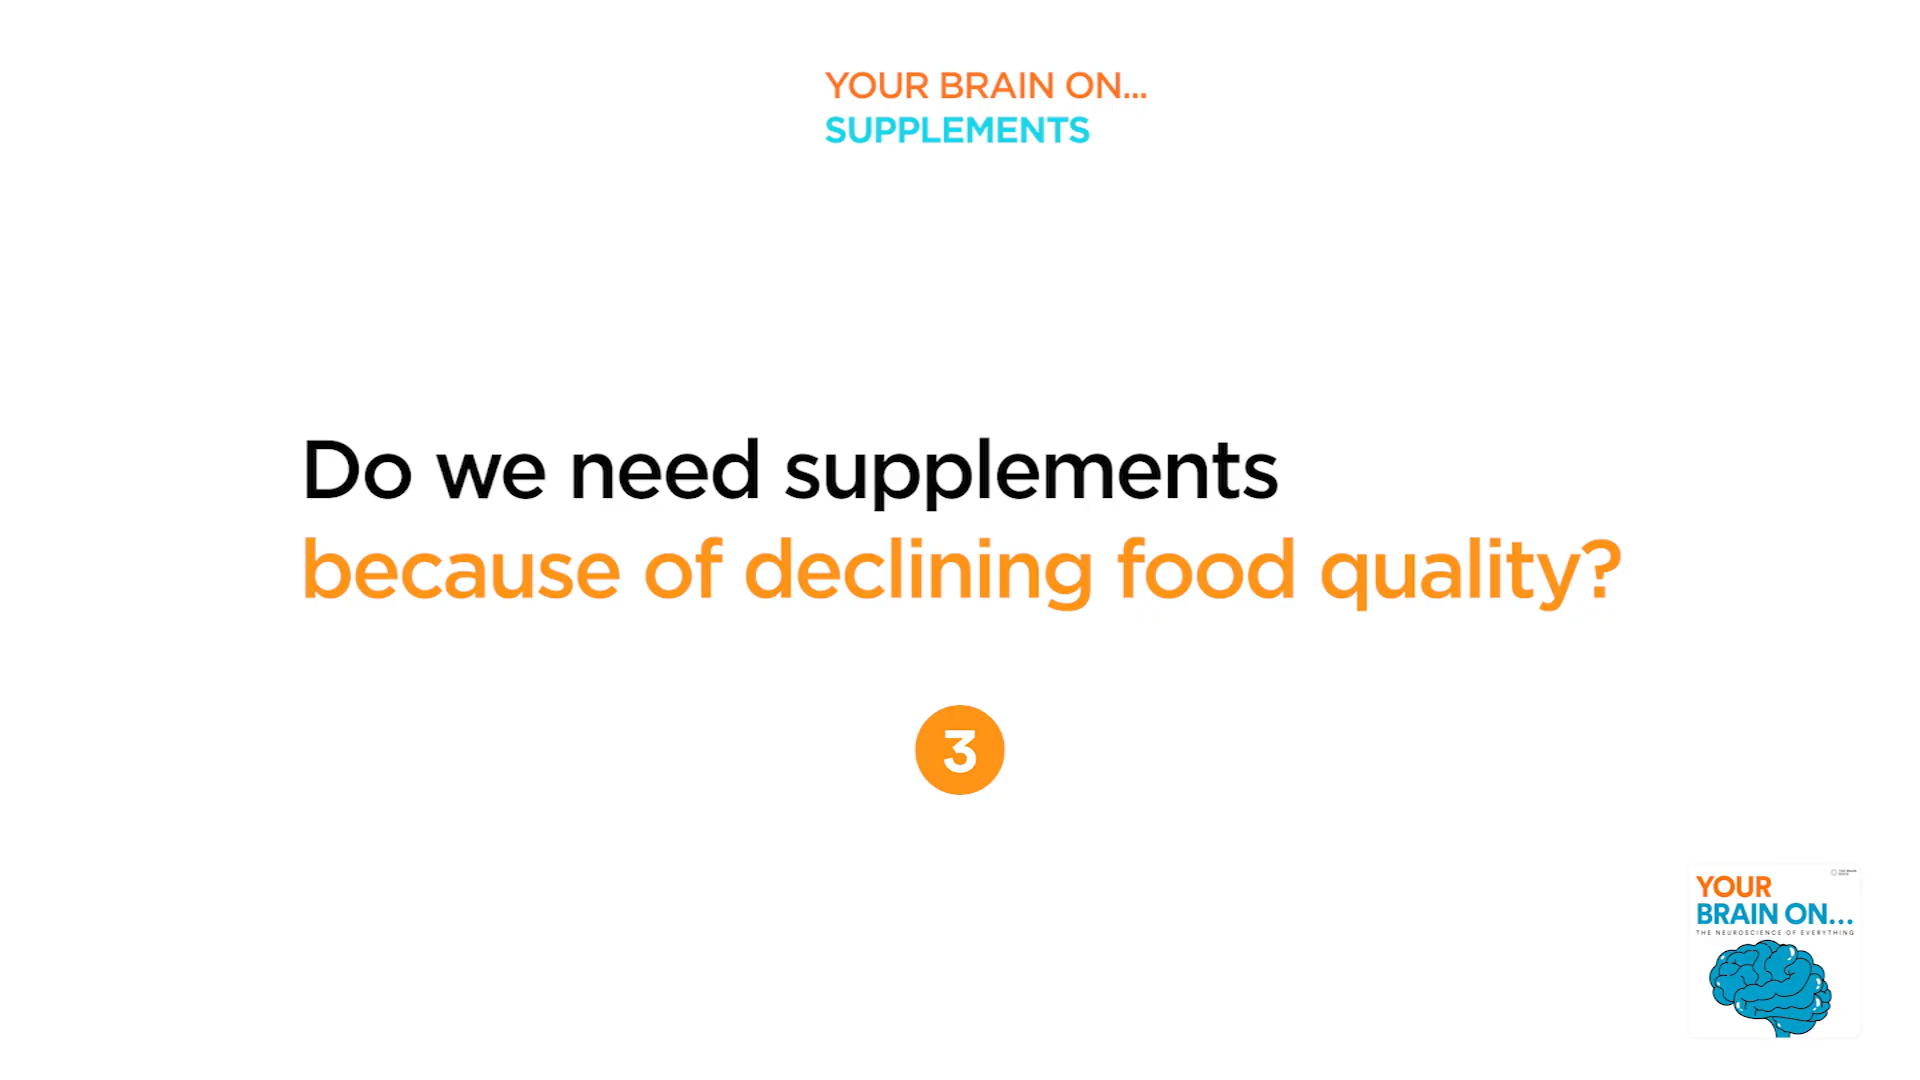 YOUR BRAIN ON...
SUPPLEMENTS
Do we need supplements
because of declining food quality?
3
YOUR
BRAIN ON...
THE NEUROSCIENCE OF EVERYTHING